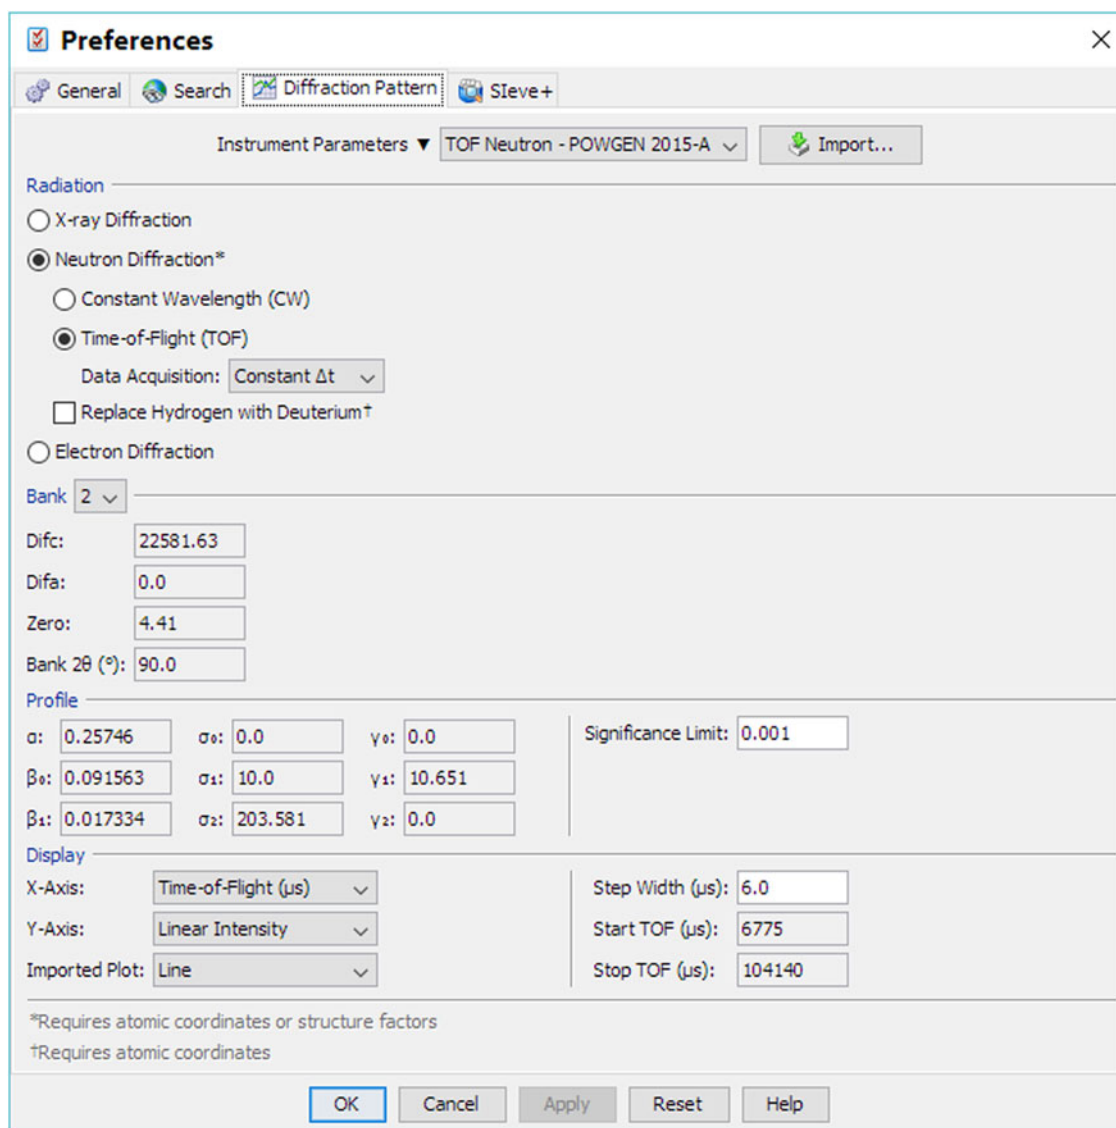 Preferences
General Search Diffraction Pattern SIeve+
Instrument Parameters ▼ TOF Neutron - POWGEN 2015-A Import...
Radiation
X-ray Diffraction
Neutron Diffraction*
Constant Wavelength (CW)
Time-of-Flight (TOF)
Data Acquisition: Constant Δt
Replace Hydrogen with Deuterium†
Electron Diffraction
Bank 2
Difc: 22581.63
Difa: 0.0
Zero: 4.41
Bank 2θ (°): 90.0
Profile
α: 0.25746 σ₀: 0.0 γ₀: 0.0 Significance Limit: 0.001
β₀: 0.091563 σ₁: 10.0 γ₁: 10.651
β₁: 0.017334 σ₂: 203.581 γ₂: 0.0
Display
X-Axis: Time-of-Flight (μs) Step Width (μs): 6.0
Y-Axis: Linear Intensity Start TOF (μs): 6775
Imported Plot: Line Stop TOF (μs): 104140
*Requires atomic coordinates or structure factors
†Requires atomic coordinates
OK Cancel Apply Reset Help